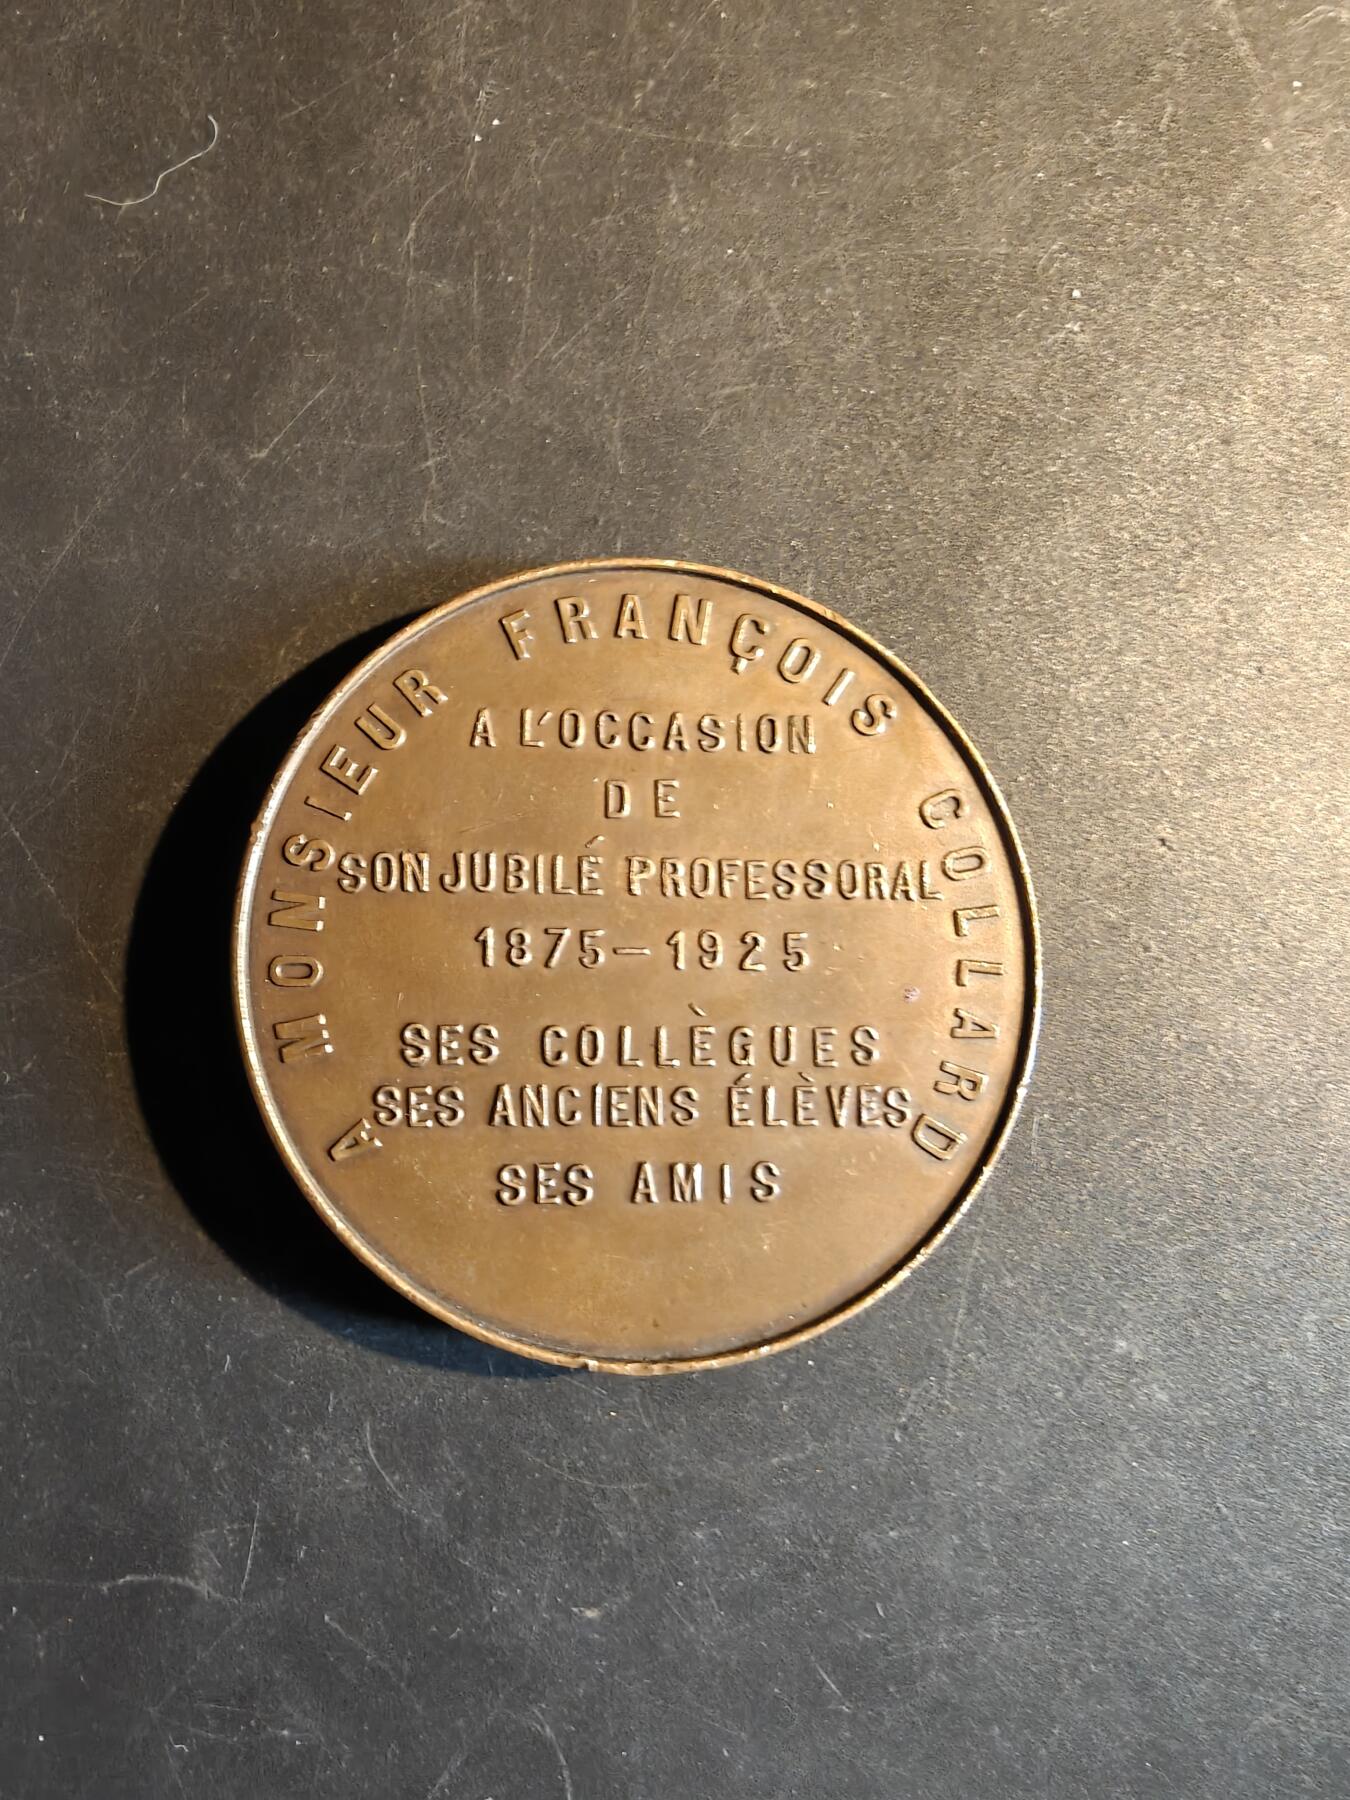 A MONSIEUR FRANÇOIS COLLARD
A L'OCCASION
DE
SON JUBILÉ PROFESSORAL
1875-1925
SES COLLÈGUES
SES ANCIENS ÉLÈVES
SES AMIS